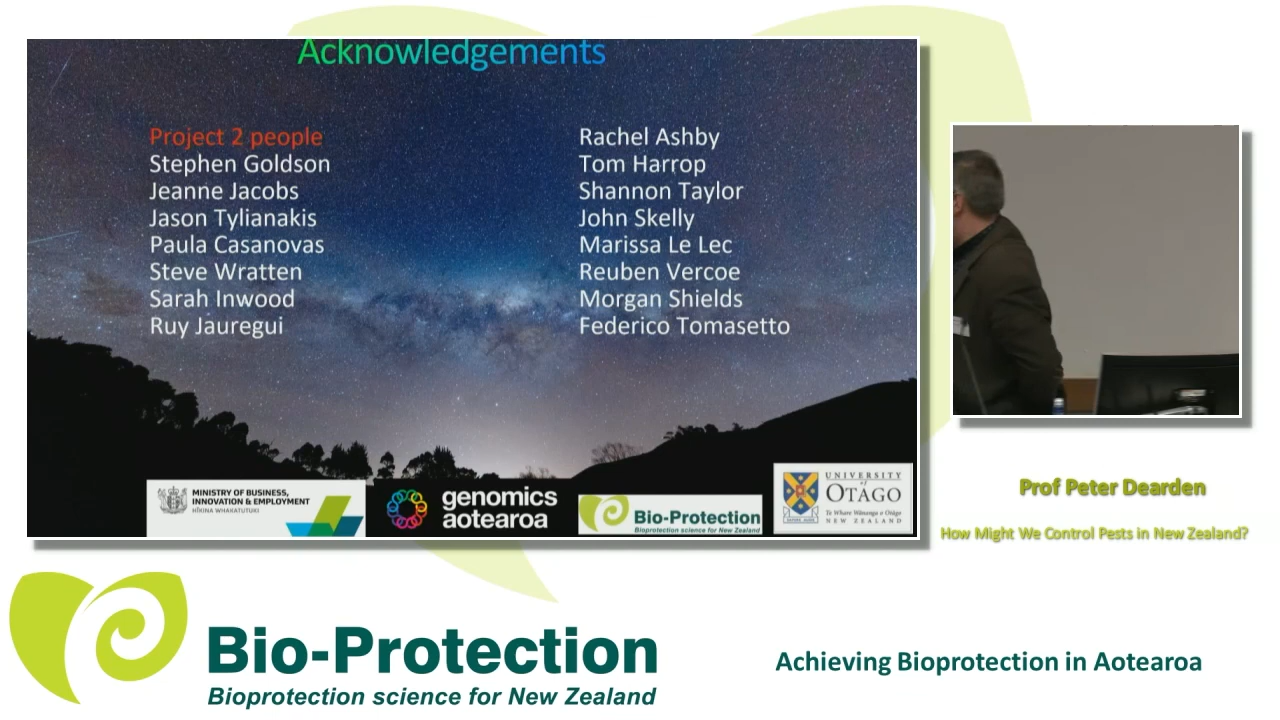 Acknowledgements
Project 2 people
Stephen Goldson
Jeanne Jacobs
Jason Tylianakis
Paula Casanovas
Steve Wratten
Sarah Inwood
Ruy Jauregui
Rachel Ashby
Tom Harrop
Shannon Taylor
John Skelly
Marissa Le Lec
Reuben Vercoe
Morgan Shields
Federico Tomasetto
MINISTRY OF BUSINESS,
INNOVATION & EMPLOYMENT
HĪKINA WHAKATUTUKI
genomics
aotearoa
Bio-Protection
Bioprotection science for New Zealand
UNIVERSITY
of
OTAGO
Te Whare Wānanga o Otāgo
NEW ZEALAND
Prof Peter Dearden
How Might We Control Pests in New Zealand?
Bio-Protection
Bioprotection science for New Zealand
Achieving Bioprotection in Aotearoa